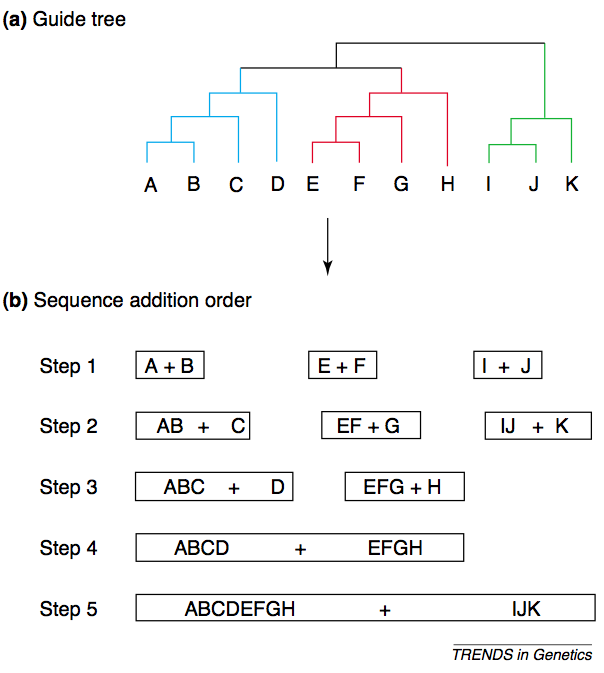 (a) Guide tree
A B C D E F G H I J K
(b) Sequence addition order
Step 1 A + B E + F I + J
Step 2 AB + C EF + G IJ + K
Step 3 ABC + D EFG + H
Step 4 ABCD + EFGH
Step 5 ABCDEFGH + IJK
TRENDS in Genetics